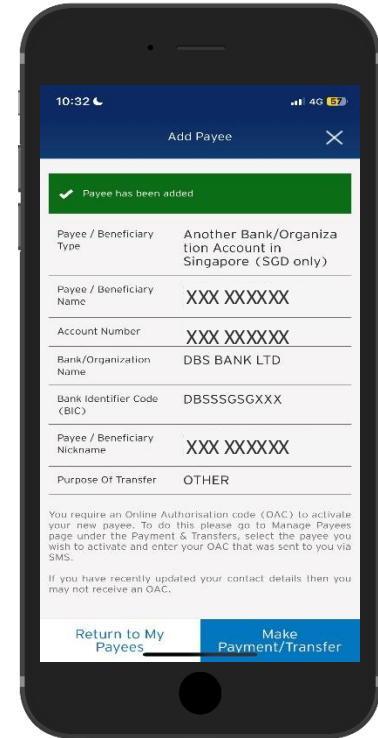 10:32
4G 57
Add Payee
Payee has been added
Payee / Beneficiary
Type
Another Bank/Organiza
tion Account in
Singapore (SGD only)
Payee / Beneficiary
Name
XXX XXXXXX
Account Number
XXX XXXXXX
Bank/Organization
Name
DBS BANK LTD
Bank Identifier Code
(BIC)
DBSSSGSGXXX
Payee / Beneficiary
Nickname
XXX XXXXXX
Purpose Of Transfer
OTHER
You require an Online Authorisation code (OAC) to activate
your new payee. To do this please go to Manage Payees
page under the Payment & Transfers, select the payee you
wish to activate and enter your OAC that was sent to you via
SMS.
If you have recently updated your contact details then you
may not receive an OAC.
Return to My
Payees
Make
Payment/Transfer